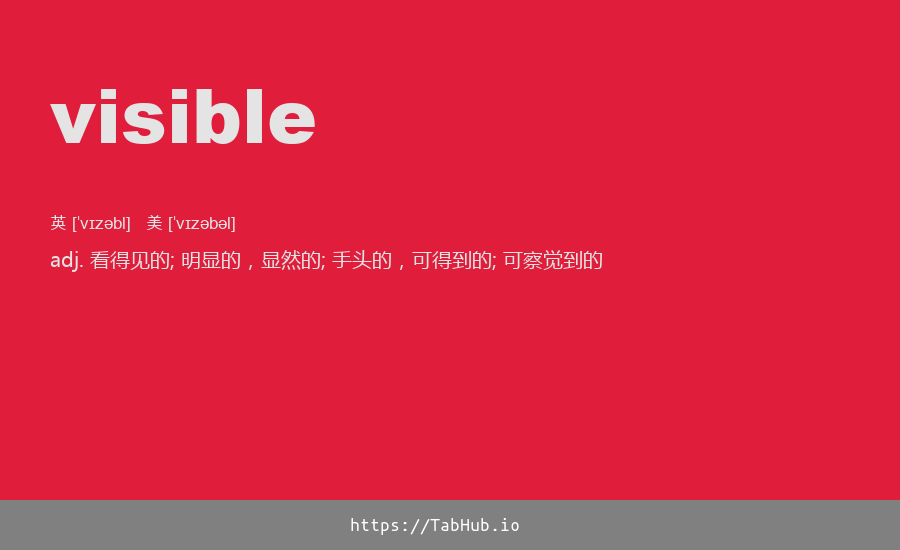 visible
英 [ˈvɪzəbl] 美 [ˈvɪzəbəl]
adj. 看得见的; 明显的，显然的; 手头的，可得到的; 可察觉到的
https://TabHub.io